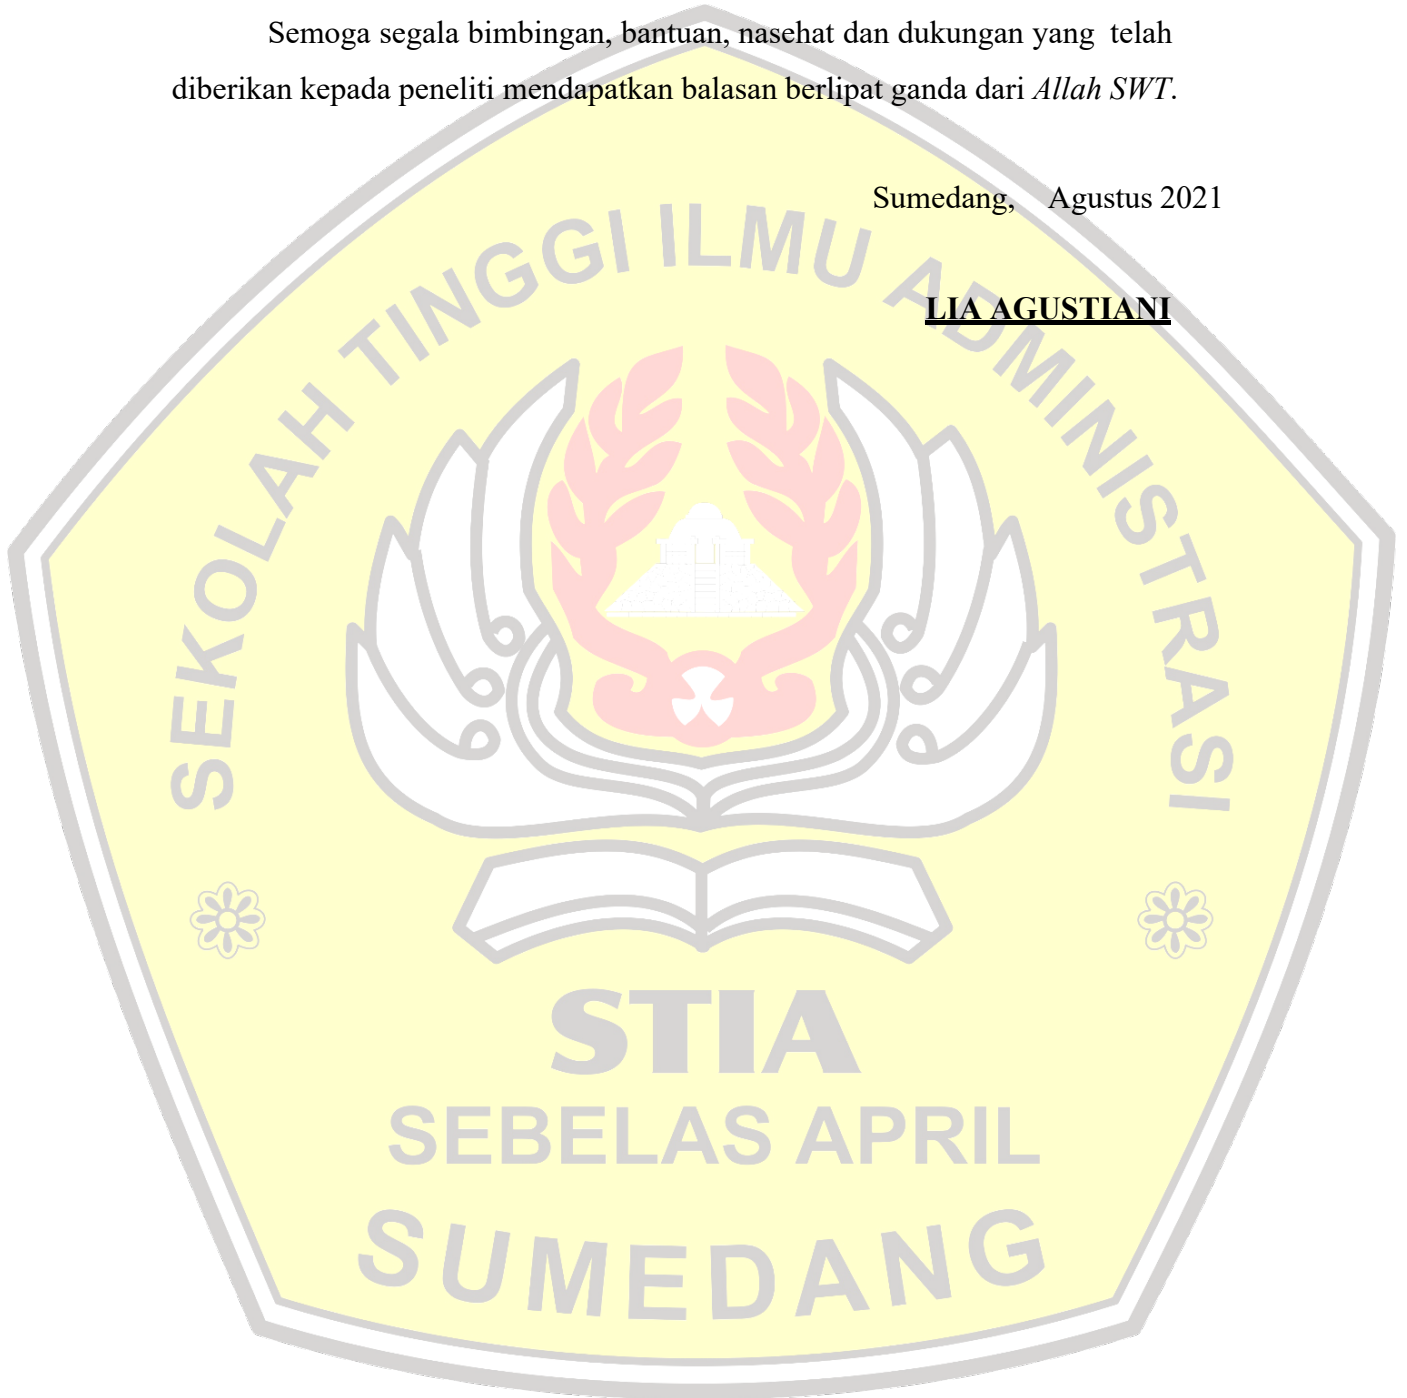 Semoga segala bimbingan, bantuan, nasehat dan dukungan yang telah
diberikan kepada peneliti mendapatkan balasan berlipat ganda dari Allah SWT.
Sumedang, Agustus 2021
LIA AGUSTIANI
SEKOLAH TINGGI ILMU ADMINISTRASI
STIA
SEBELAS APRIL
SUMEDANG